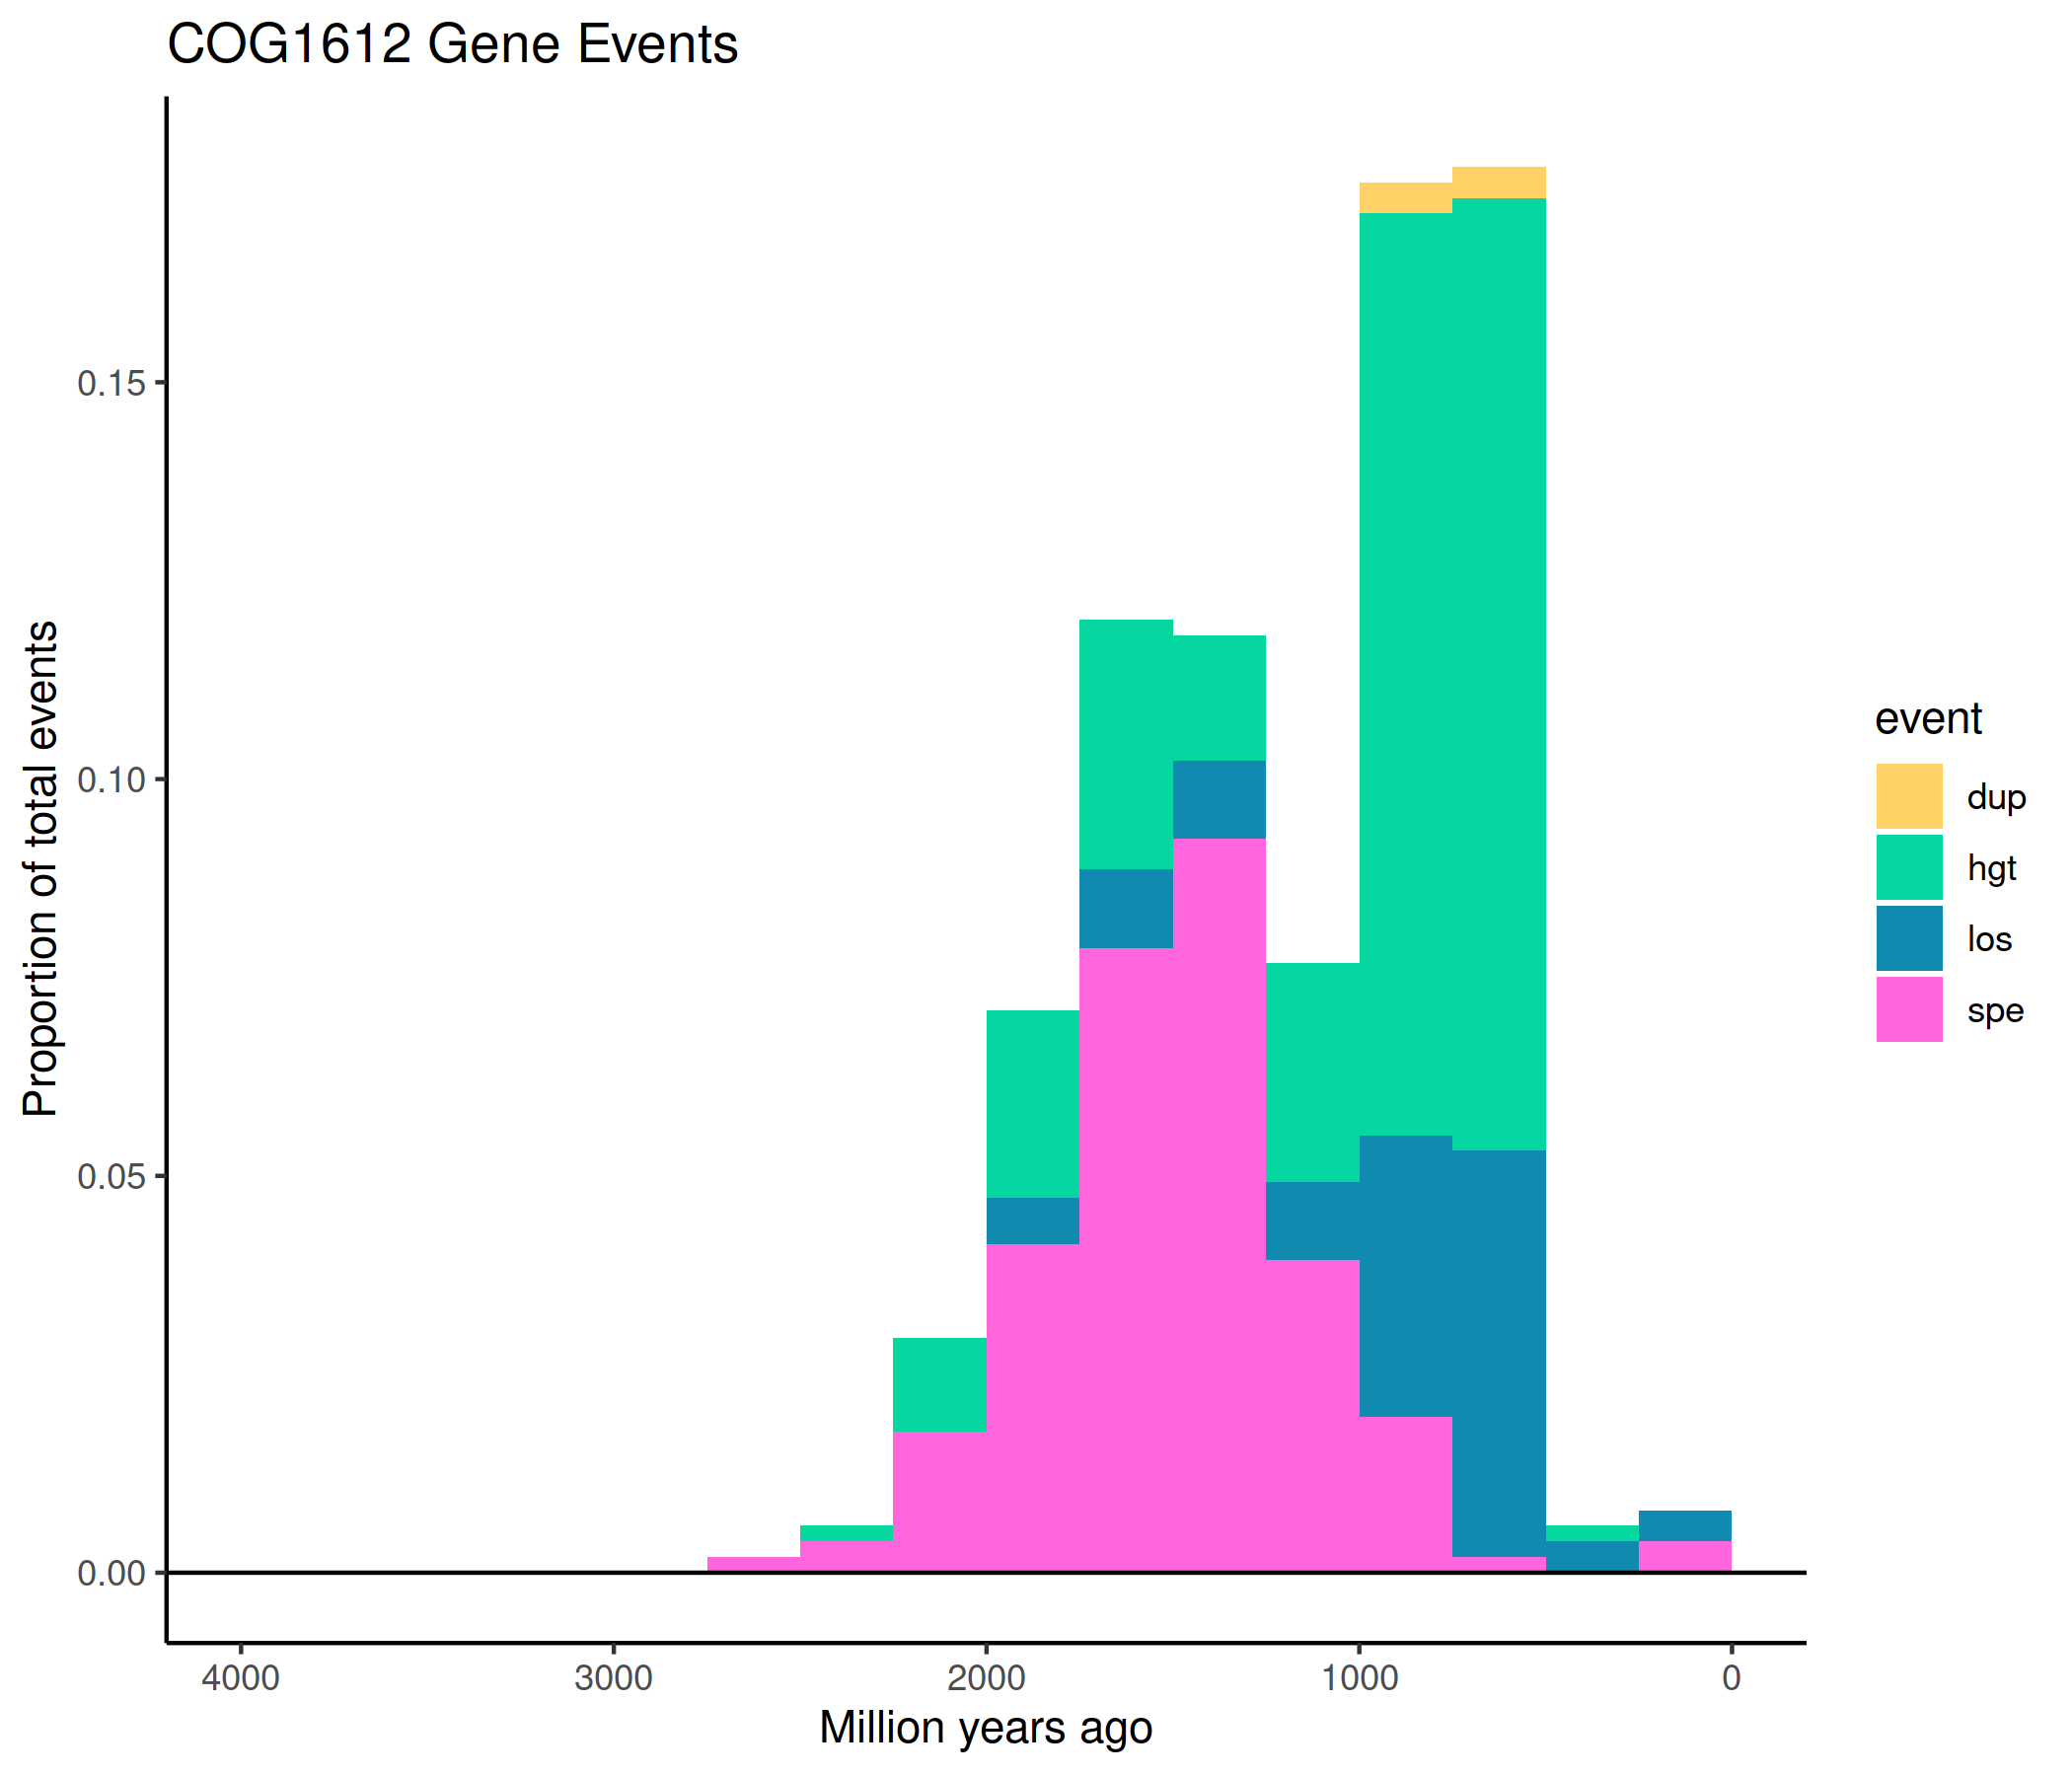 COG1612 Gene Events
Proportion of total events
0.15
0.10
0.05
0.00
4000 3000 2000 1000 0
Million years ago
event
dup
hgt
los
spe